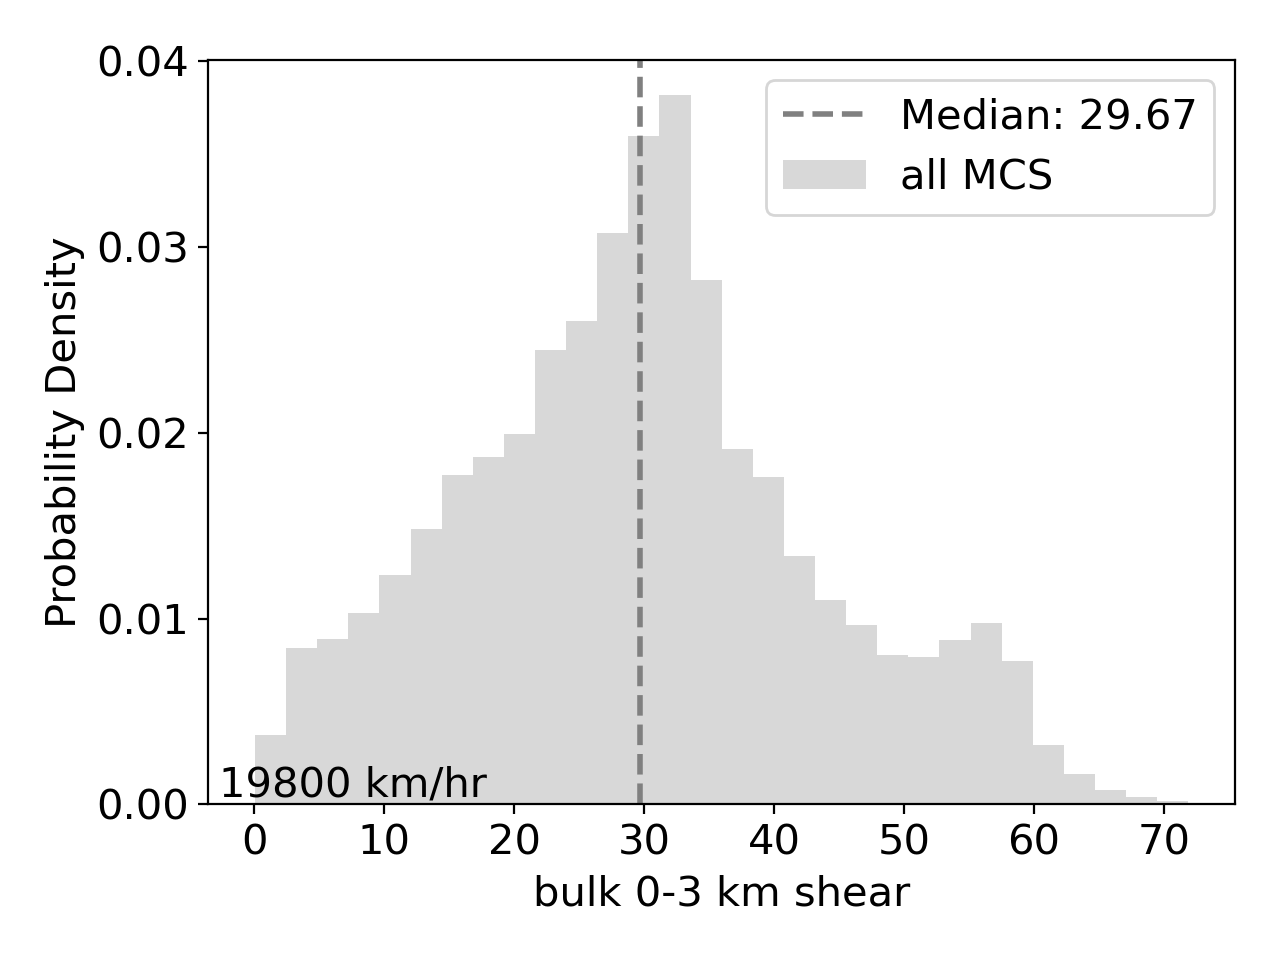 0.04
0.03
0.02
0.01
0.00
Probability Density
Median: 29.67
all MCS
19800 km/hr
0 10 20 30 40 50 60 70
bulk 0-3 km shear